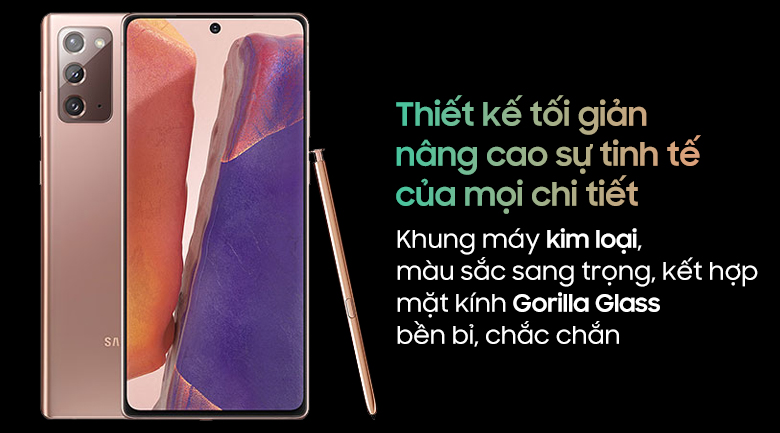 Thiết kế tối giản
nâng cao sự tinh tế
của mọi chi tiết
Khung máy kim loại,
màu sắc sang trọng, kết hợp
mặt kính Gorilla Glass
bền bỉ, chắc chắn
SA